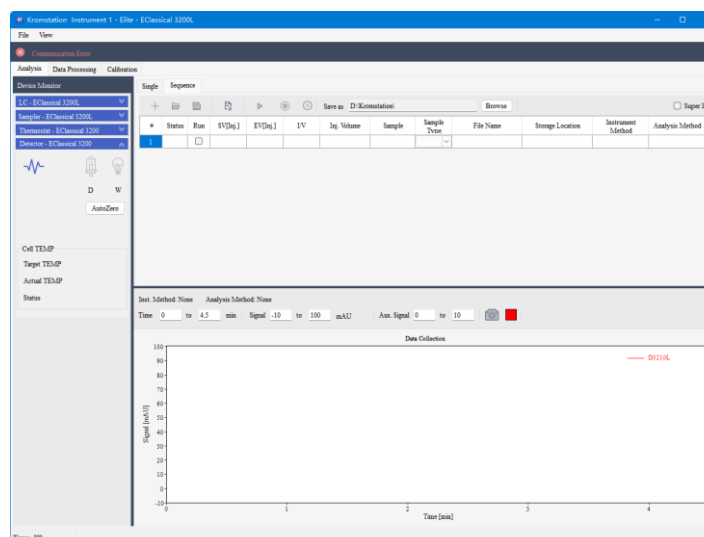 Kromstation Instrument 1 - Elite - EClassical 3200L
File View
Communication Error
Analysis Data Processing Calibration
Device Monitor
LC - EClassical 3200L
Sampler - EClassical 3200L
Thermostat - EClassical 3200
Detector - EClassical 3200
D W
AutoZero
Cell TEMP
Target TEMP
Actual TEMP
Status
Single Sequence
Save as D:\Kromstation\ Browse Super
# Status Run SV[Inj.] EV[Inj.] I/V Inj. Volume Sample Sample Type File Name Storage Location Instrument Method Analysis Method
1
Inst. Method: None Analysis Method: None
Time 0 to 4.5 min Signal -10 to 100 mAU Aux. Signal 0 to 10
Data Collection
D3210L
100
90
80
70
60
50
40
30
20
10
0
-10
Signal [mAU]
0 1 2 3 4
Time [min]